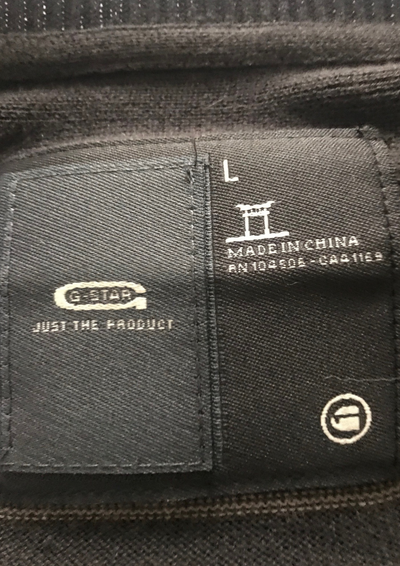 G-STAR
JUST THE PRODUCT
L
MADE IN CHINA
RN 104506 - CA41169